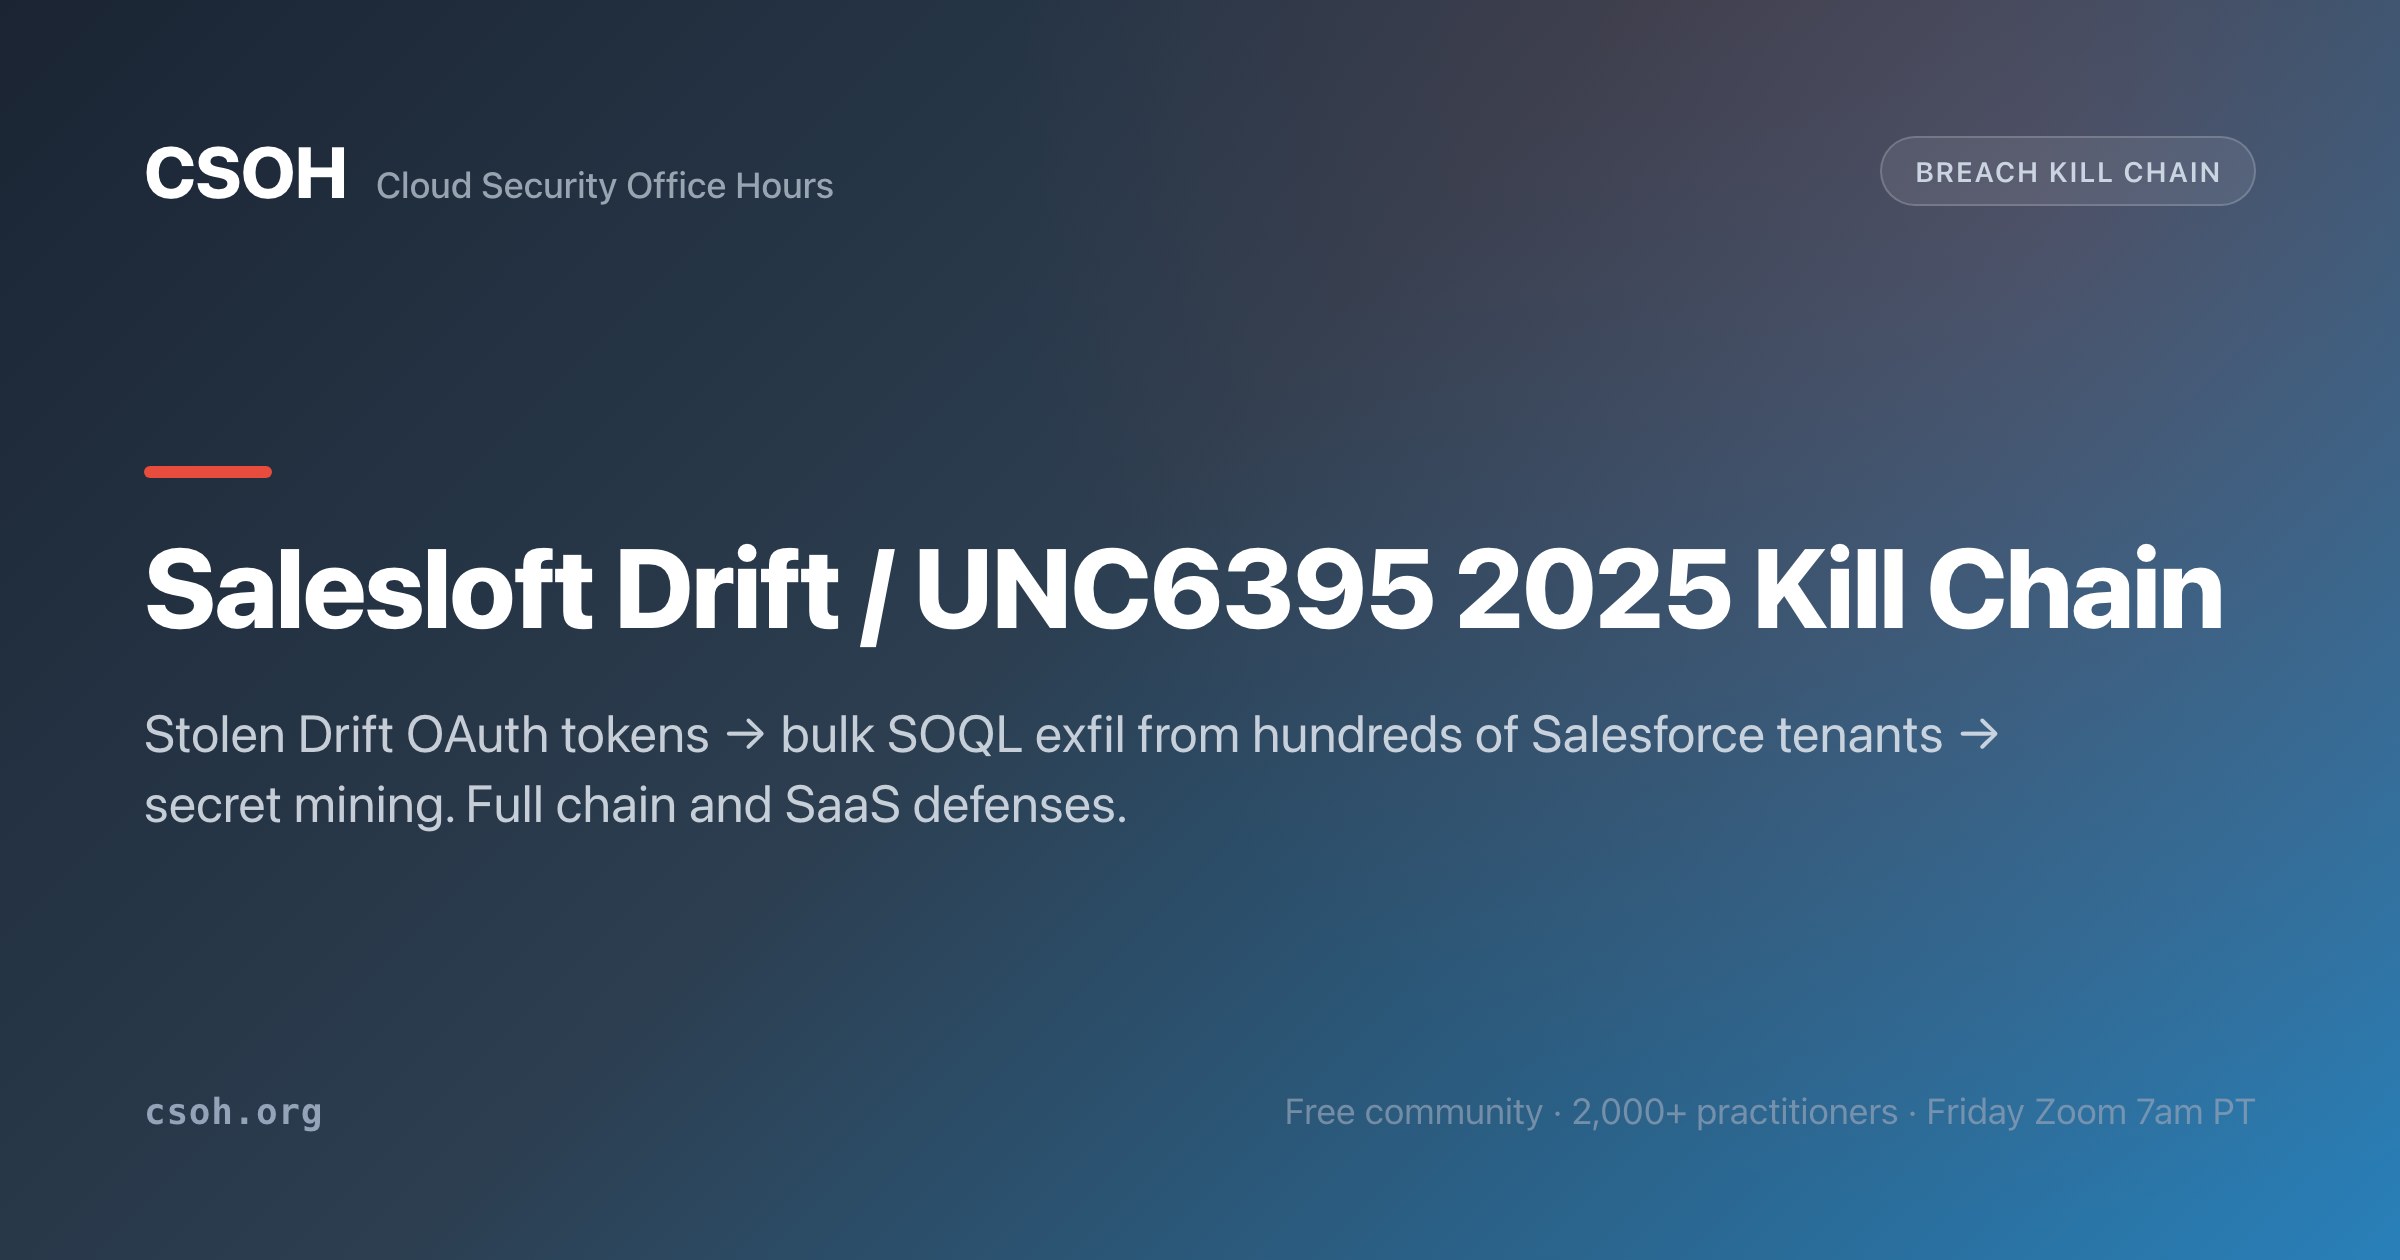 CSOH Cloud Security Office Hours
BREACH KILL CHAIN
Salesloft Drift / UNC6395 2025 Kill Chain
Stolen Drift OAuth tokens → bulk SOQL exfil from hundreds of Salesforce tenants →
secret mining. Full chain and SaaS defenses.
csoh.org
Free community · 2,000+ practitioners · Friday Zoom 7am PT